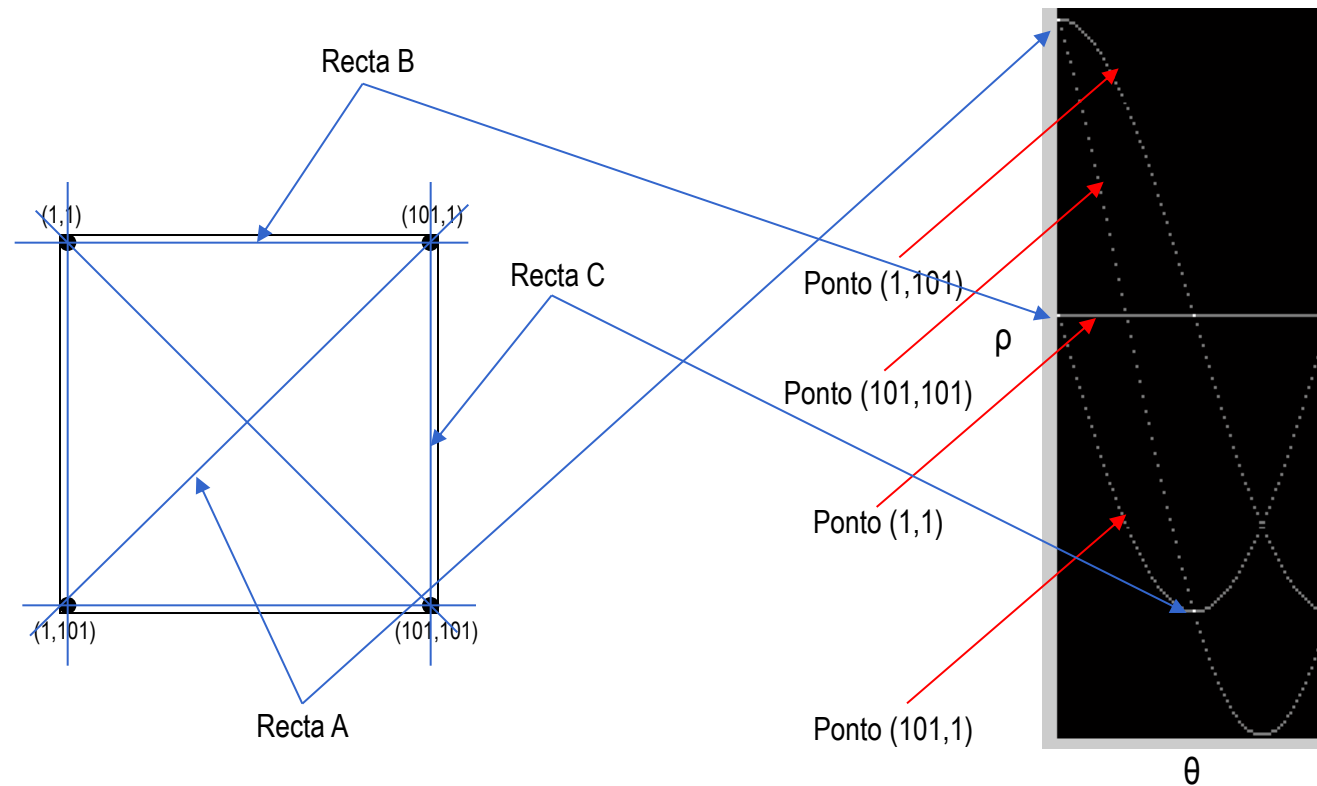 Recta B
(1,1)
(101,1)
Recta C
Ponto (1,101)
ρ
Ponto (101,101)
Ponto (1,1)
(1,101)
(101,101)
Recta A
Ponto (101,1)
θ